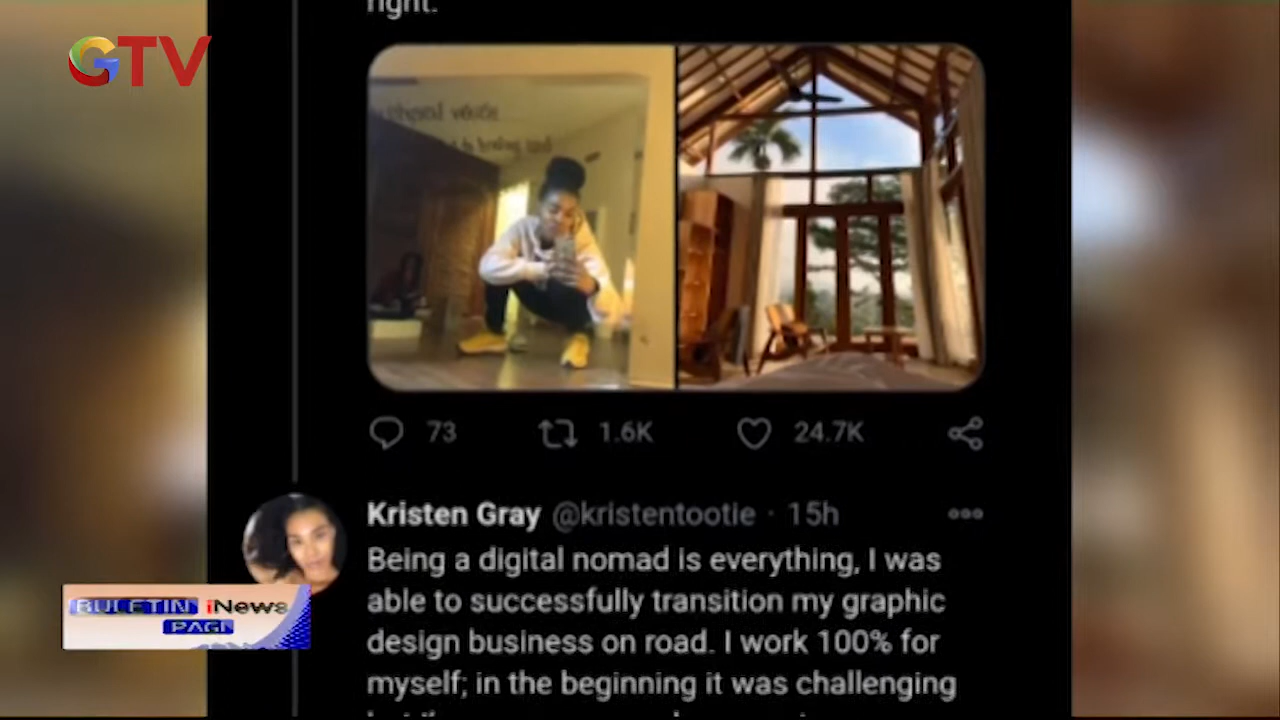 right.
GTV
73
1.6K
24.7K
Kristen Gray @kristentootie · 15h
Being a digital nomad is everything, I was
able to successfully transition my graphic
design business on road. I work 100% for
myself; in the beginning it was challenging
BULETIN iNews
PAGI